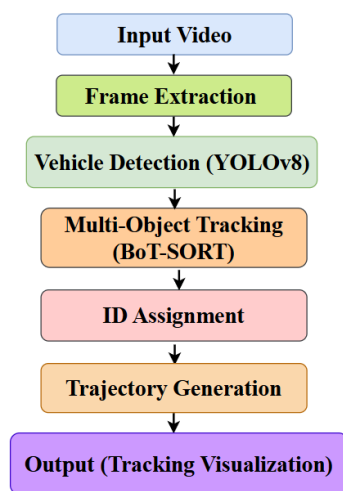 Input Video
Frame Extraction
Vehicle Detection (YOLOv8)
Multi-Object Tracking
(BoT-SORT)
ID Assignment
Trajectory Generation
Output (Tracking Visualization)